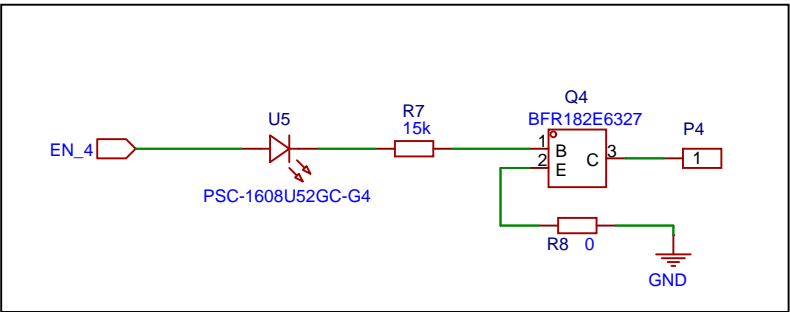 Q4
BFR182E6327
U5
R7
15k
P4
EN_4
1
B
C
3
1
2
E
PSC-1608U52GC-G4
R8 0
GND